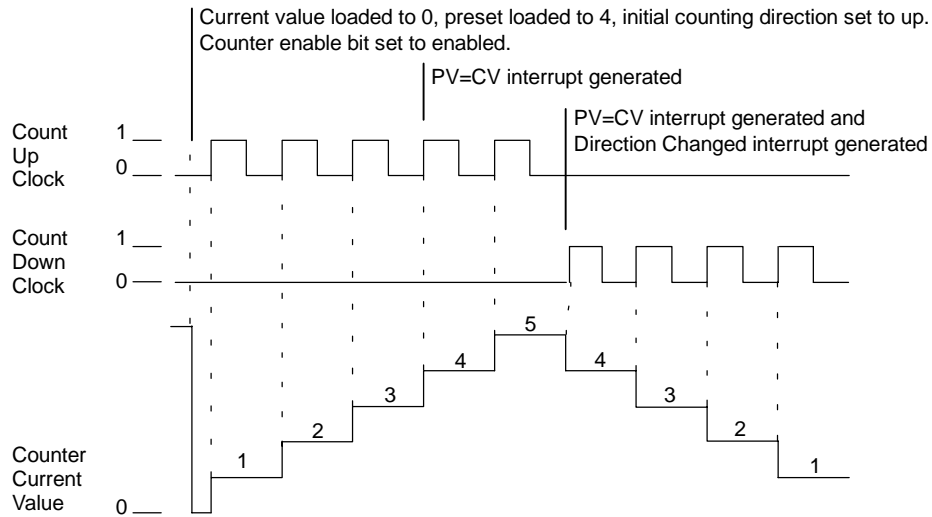 Current value loaded to 0, preset loaded to 4, initial counting direction set to up.
Counter enable bit set to enabled.
PV=CV interrupt generated
PV=CV interrupt generated and
Direction Changed interrupt generated
Count
Up
Clock
1
0
Count
Down
Clock
1
0
5
4
4
3
3
2
2
1
1
Counter
Current
Value
0